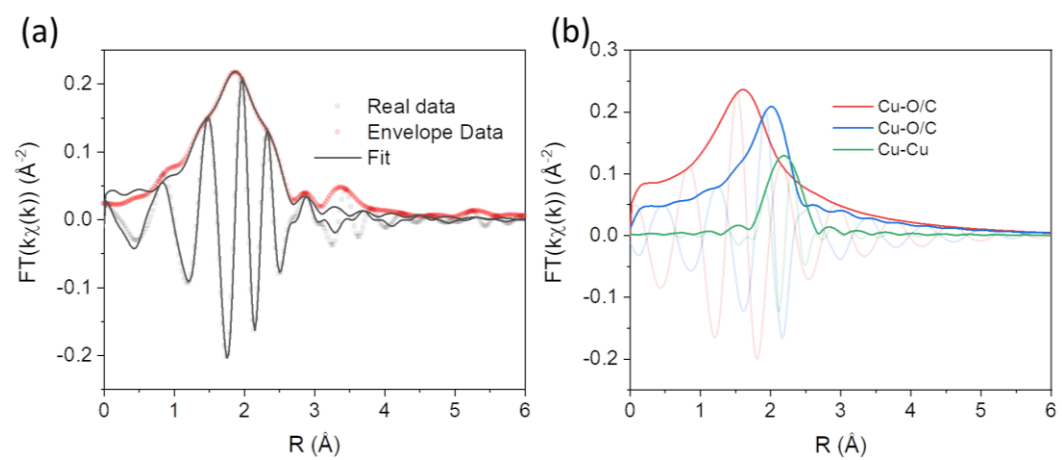 (a)
FT(kχ(k)) (Å⁻²)
0.2
0.1
0.0
-0.1
-0.2
Real data
Envelope Data
Fit
0 1 2 3 4 5 6
R (Å)
(b)
FT(kχ(k)) (Å⁻²)
0.3
0.2
0.1
0.0
-0.1
-0.2
Cu-O/C
Cu-O/C
Cu-Cu
0 1 2 3 4 5 6
R (Å)